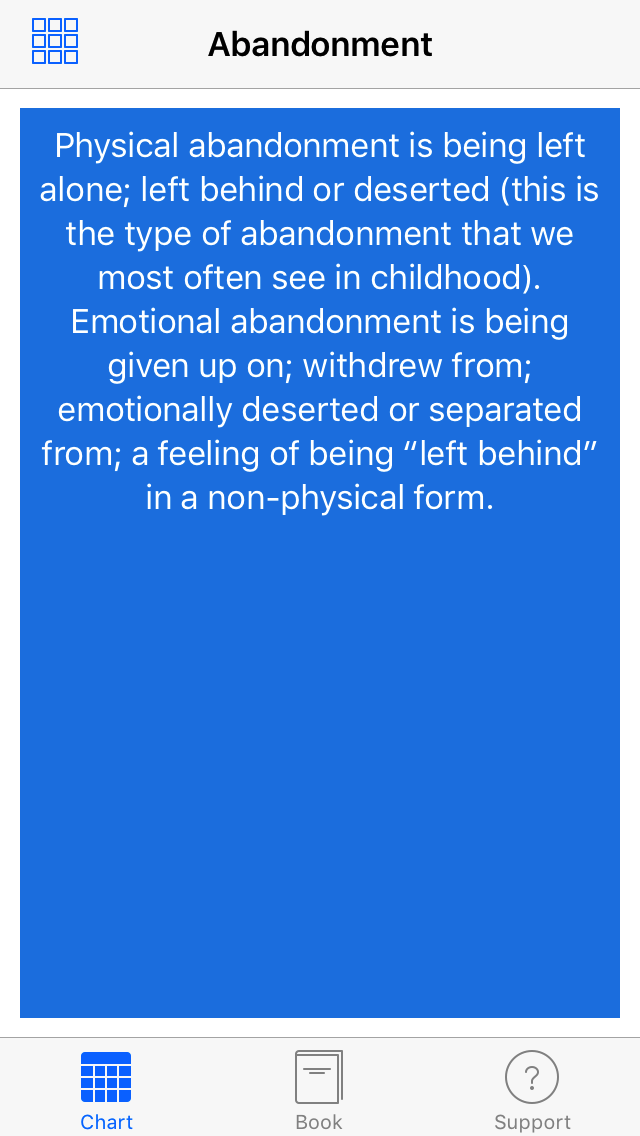 Abandonment
Physical abandonment is being left
alone; left behind or deserted (this is
the type of abandonment that we
most often see in childhood).
Emotional abandonment is being
given up on; withdrew from;
emotionally deserted or separated
from; a feeling of being “left behind”
in a non-physical form.
?
Chart
Book
Support